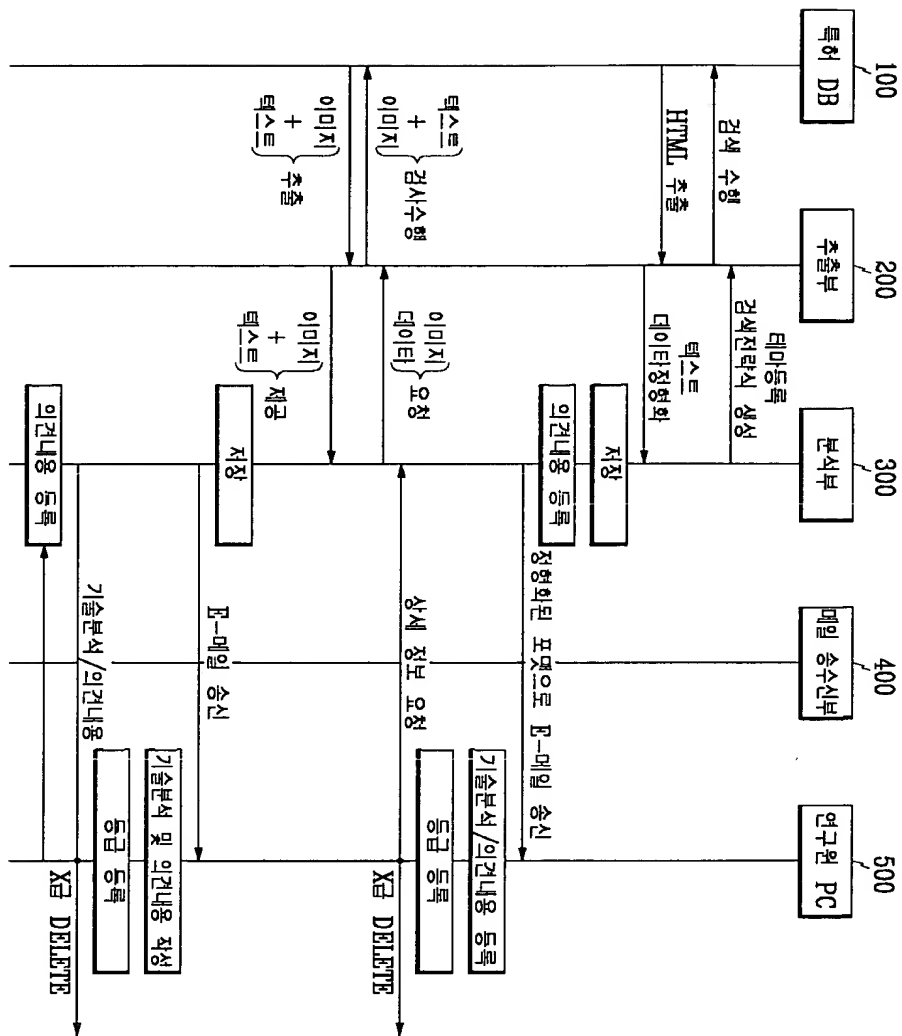 100
200
300
400
500
특허 DB
추출부
분석부
메일 송수신부
연구원 PC
테마등록
검색전략식 생성
검색 수행
HTML 추출
텍스트
데이타정형화
저장
의견내용 등록
정형화된 포맷으로 E-메일 송신
기술분석/의견내용 등록
등급 등록
X급 DELETE
상세 정보 요청
이미지
데이타
요청
텍스트
+
이미지
검사수행
이미지
+
텍스트
추출
이미지
+
텍스트
제공
저장
E-메일 송신
기술분석 및 의견내용 작성
등급 등록
X급 DELETE
기술분석/의견내용
의견내용 등록